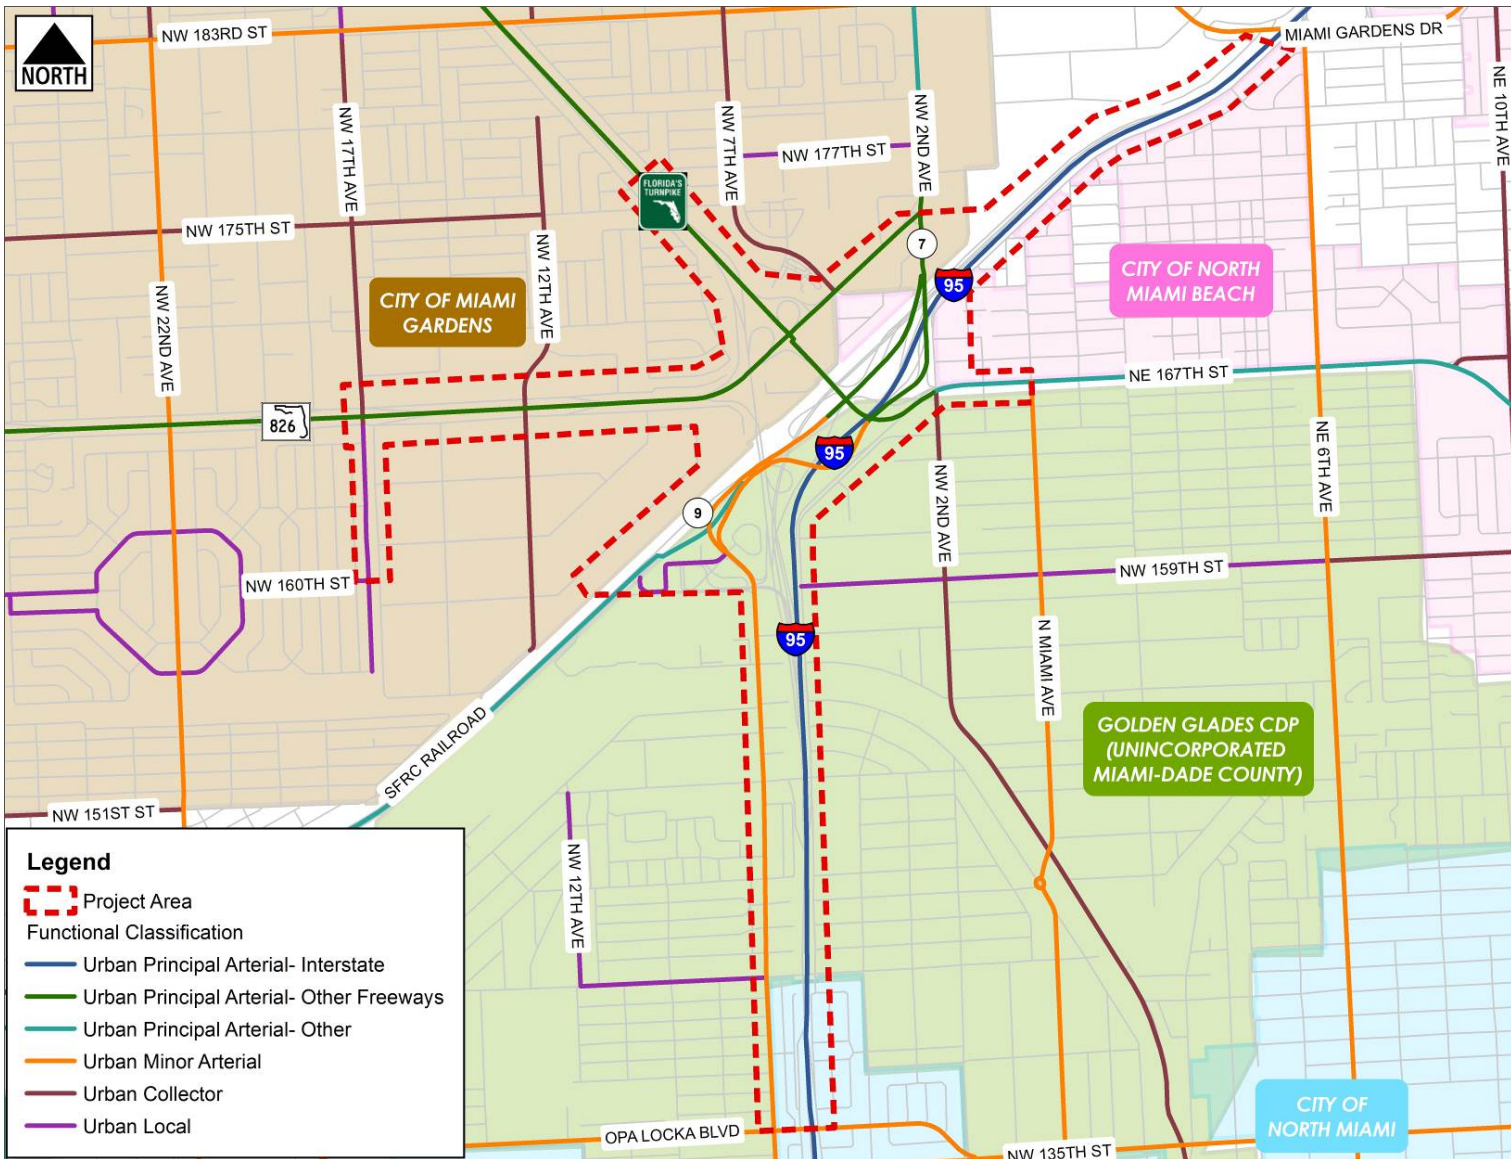 NORTH
NW 183RD ST
MIAMI GARDENS DR
NE 10TH AVE
NW 17TH AVE
NW 7TH AVE
NW 2ND AVE
NW 177TH ST
FLORIDA'S
TURNPIKE
NW 175TH ST
7
NW 12TH AVE
95
CITY OF NORTH
MIAMI BEACH
CITY OF MIAMI
GARDENS
NW 22ND AVE
NE 167TH ST
826
95
NE 6TH AVE
NW 2ND AVE
9
NW 160TH ST
NW 159TH ST
95
N MIAMI AVE
GOLDEN GLADES CDP
(UNINCORPORATED
MIAMI-DADE COUNTY)
SFRC RAILROAD
NW 151ST ST
NW 12TH AVE
Legend
Project Area
Functional Classification
Urban Principal Arterial- Interstate
Urban Principal Arterial- Other Freeways
Urban Principal Arterial- Other
Urban Minor Arterial
Urban Collector
Urban Local
OPA LOCKA BLVD
NW 135TH ST
CITY OF
NORTH MIAMI